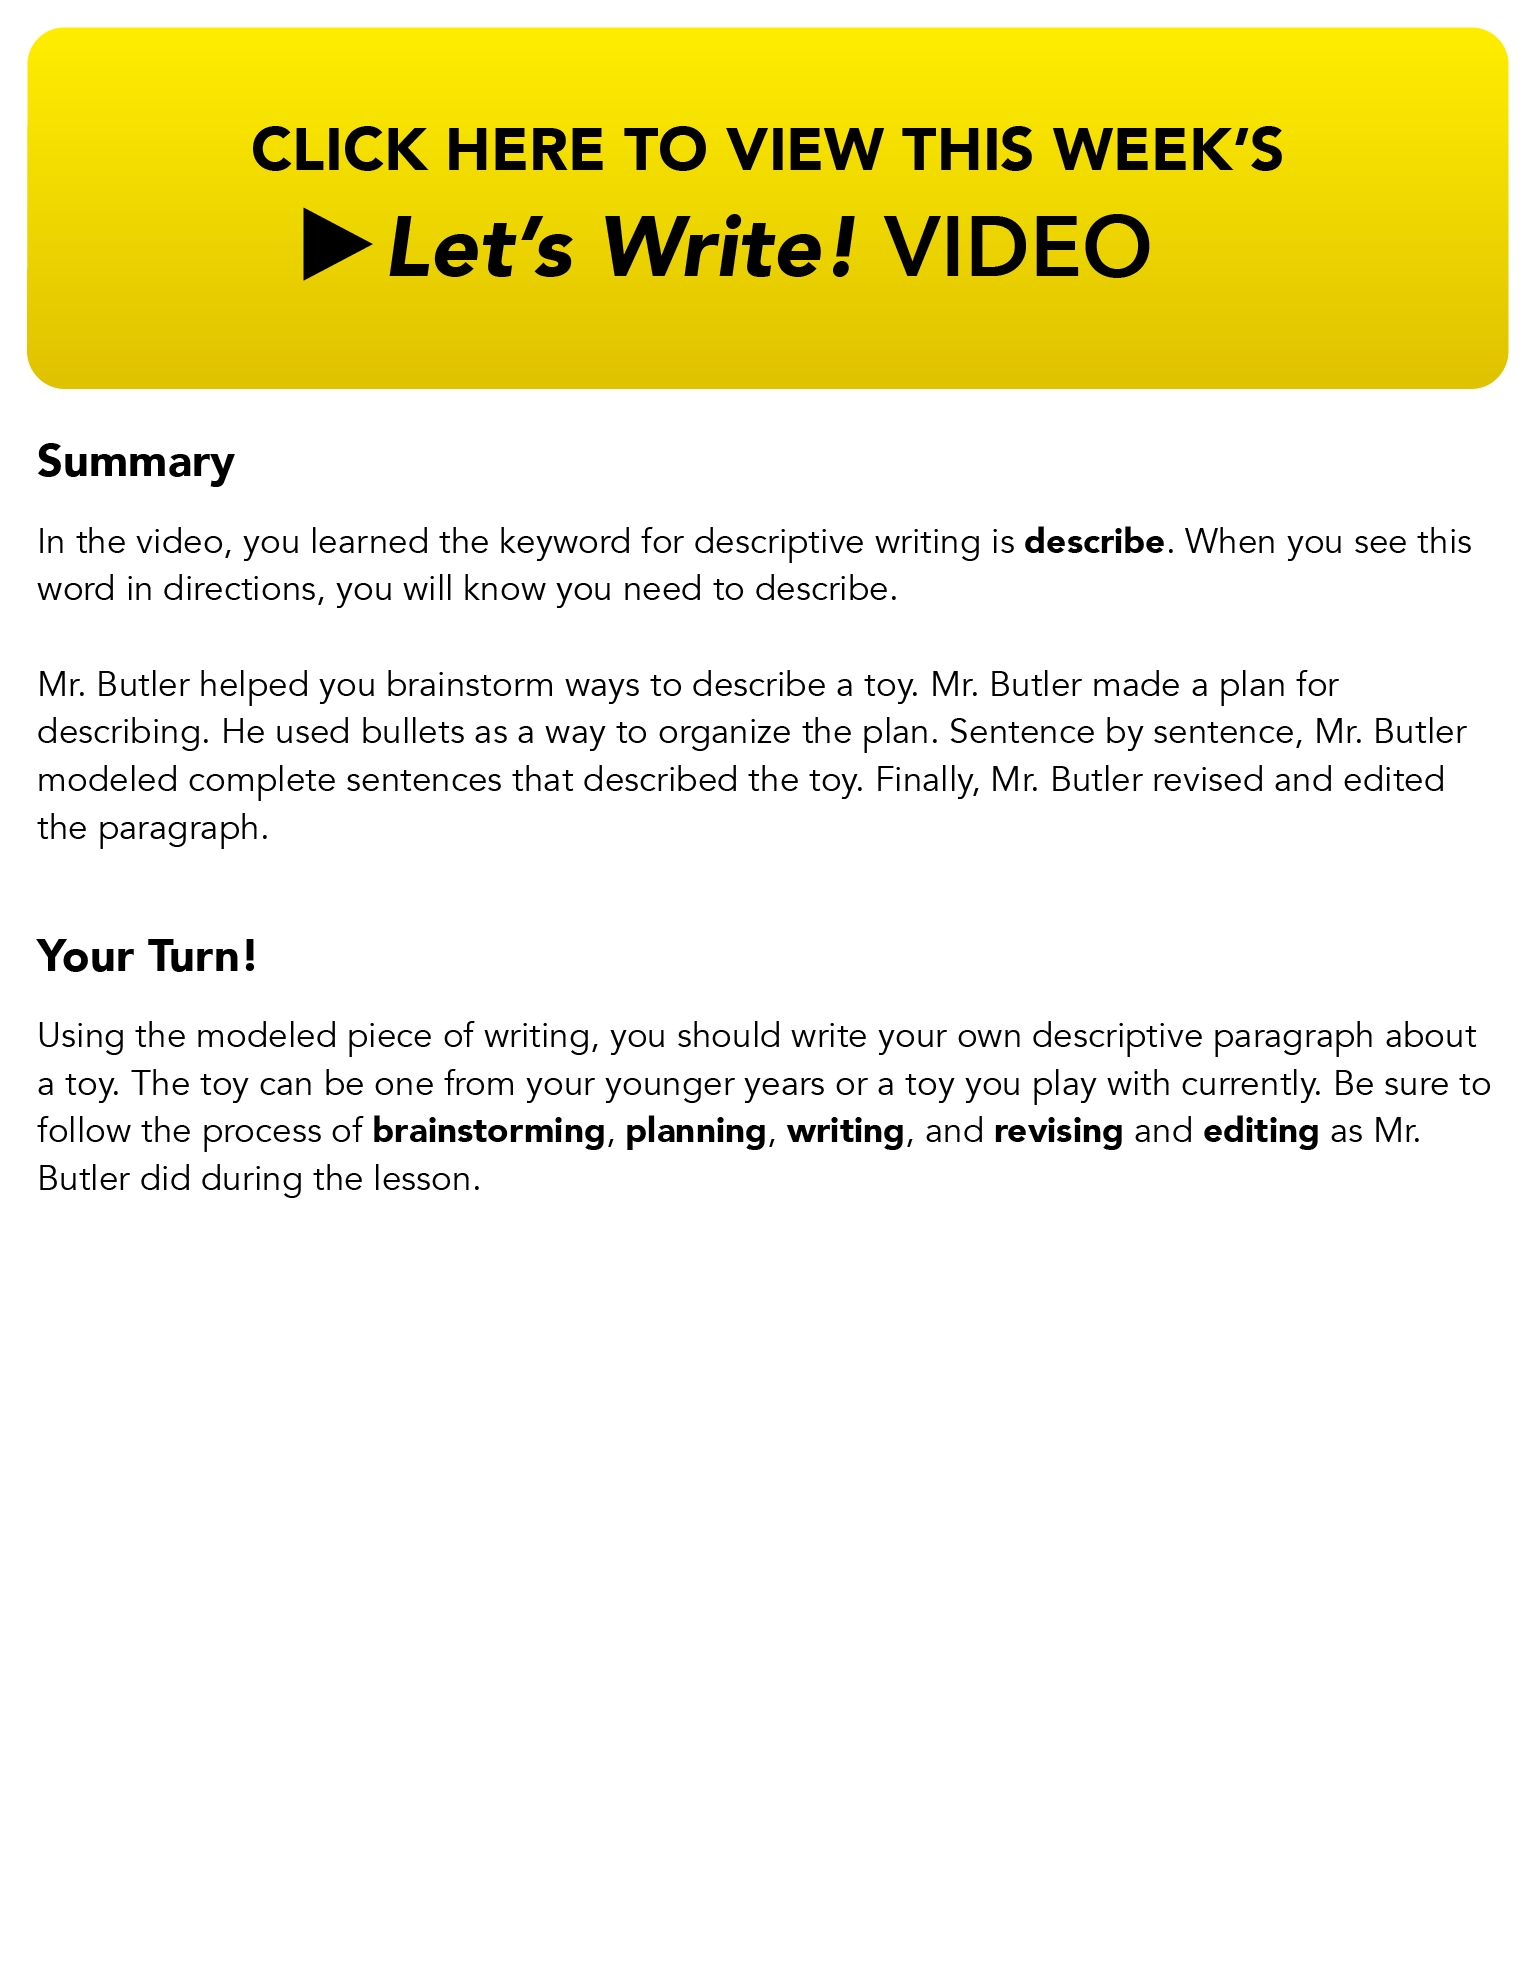 CLICK HERE TO VIEW THIS WEEK’S
Let’s Write! VIDEO
Summary
In the video, you learned the keyword for descriptive writing is describe. When you see this
word in directions, you will know you need to describe.
Mr. Butler helped you brainstorm ways to describe a toy. Mr. Butler made a plan for
describing. He used bullets as a way to organize the plan. Sentence by sentence, Mr. Butler
modeled complete sentences that described the toy. Finally, Mr. Butler revised and edited
the paragraph.
Your Turn!
Using the modeled piece of writing, you should write your own descriptive paragraph about
a toy. The toy can be one from your younger years or a toy you play with currently. Be sure to
follow the process of brainstorming, planning, writing, and revising and editing as Mr.
Butler did during the lesson.